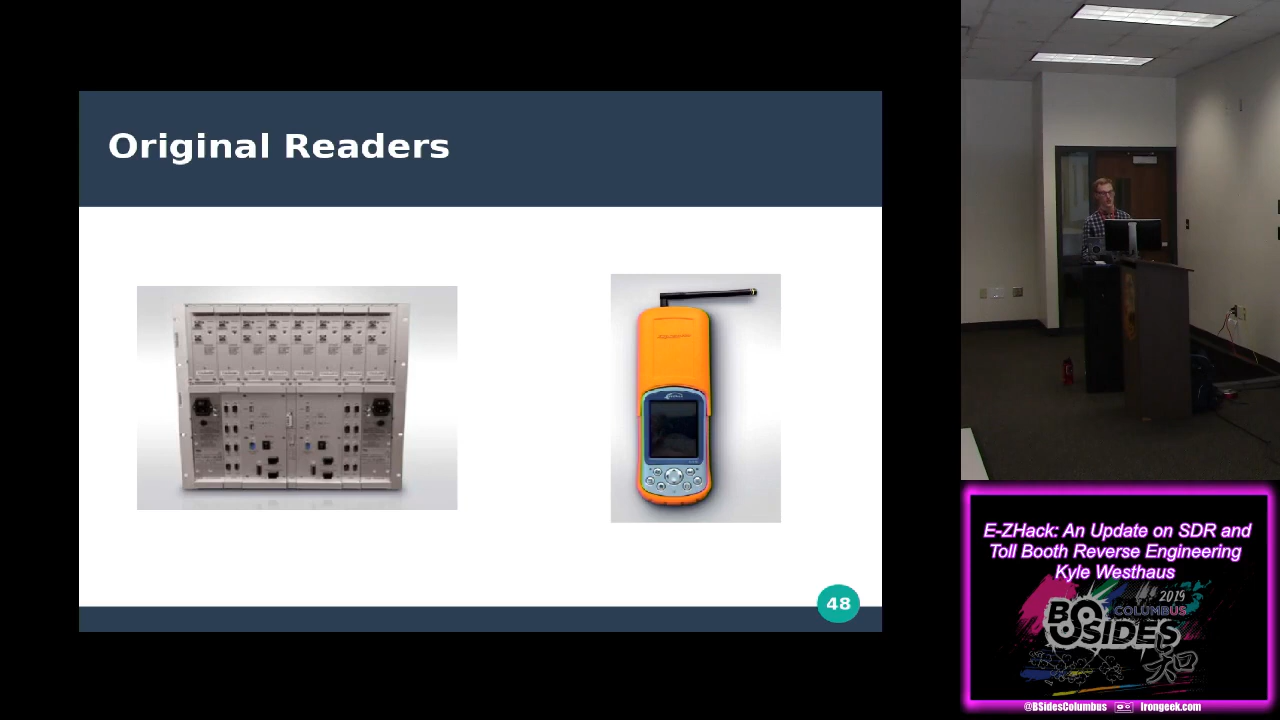 Original Readers
48
E-ZHack: An Update on SDR and
Toll Booth Reverse Engineering
Kyle Westhaus
2019
COLUMBUS
BSIDES
知
@BSidesColumbus irongeek.com